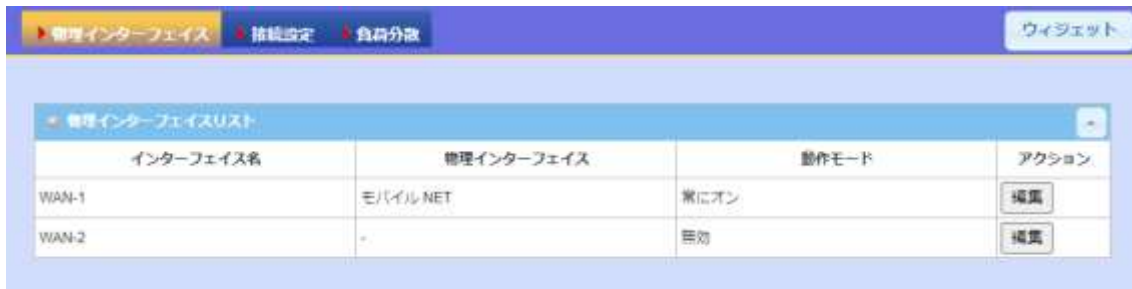 物理インターフェイス 接続設定 負荷分散 ウィジェット
物理インターフェイスリスト
インターフェイス名 物理インターフェイス 動作モード アクション
WAN-1 モバイル NET 常にオン 編集
WAN-2 - 無効 編集